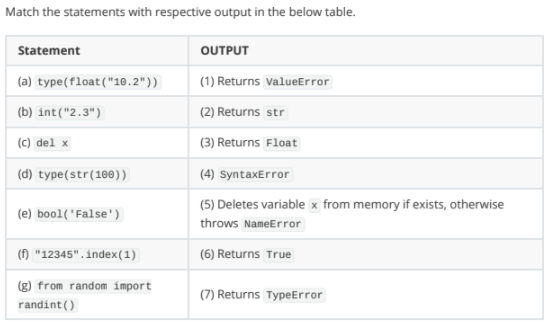 Match the statements with respective output in the below table.
Statement OUTPUT
(a) type(float("10.2")) (1) Returns ValueError
(b) int("2.3") (2) Returns str
(c) del x (3) Returns Float
(d) type(str(100)) (4) SyntaxError
(e) bool('False') (5) Deletes variable x from memory if exists, otherwise
throws NameError
(f) "12345".index(1) (6) Returns True
(g) from random import
randint() (7) Returns TypeError